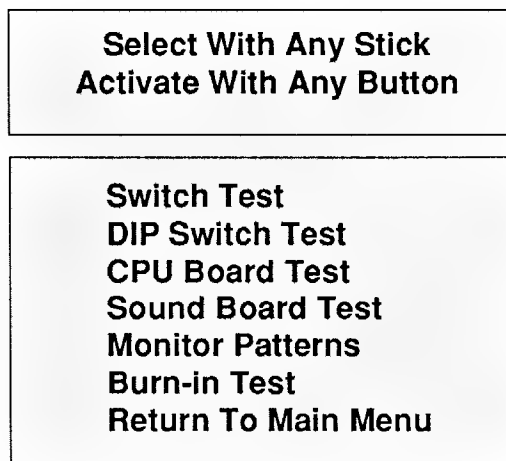 Select With Any Stick
Activate With Any Button
Switch Test
DIP Switch Test
CPU Board Test
Sound Board Test
Monitor Patterns
Burn-in Test
Return To Main Menu